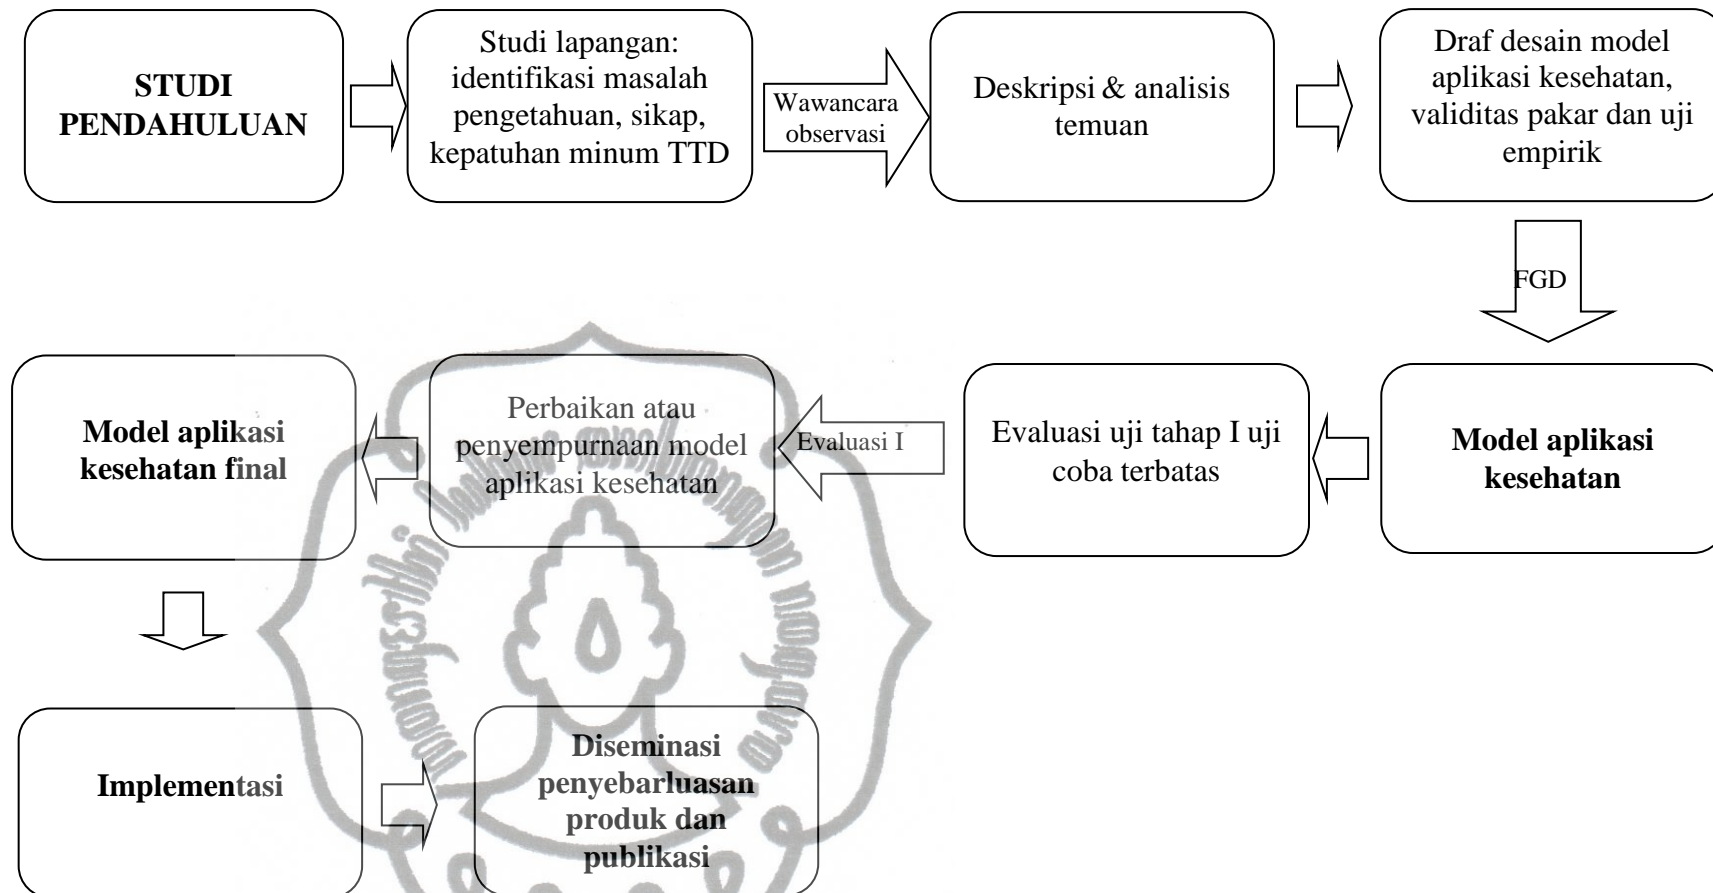 STUDI
PENDAHULUAN
Studi lapangan:
identifikasi masalah
pengetahuan, sikap,
kepatuhan minum TTD
Wawancara
observasi
Deskripsi & analisis
temuan
Draf desain model
aplikasi kesehatan,
validitas pakar dan uji
empirik
FGD
Model aplikasi
kesehatan
Evaluasi uji tahap I uji
coba terbatas
Evaluasi I
Perbaikan atau
penyempurnaan model
aplikasi kesehatan
Model aplikasi
kesehatan final
Implementasi
Diseminasi
penyebarluasan
produk dan
publikasi